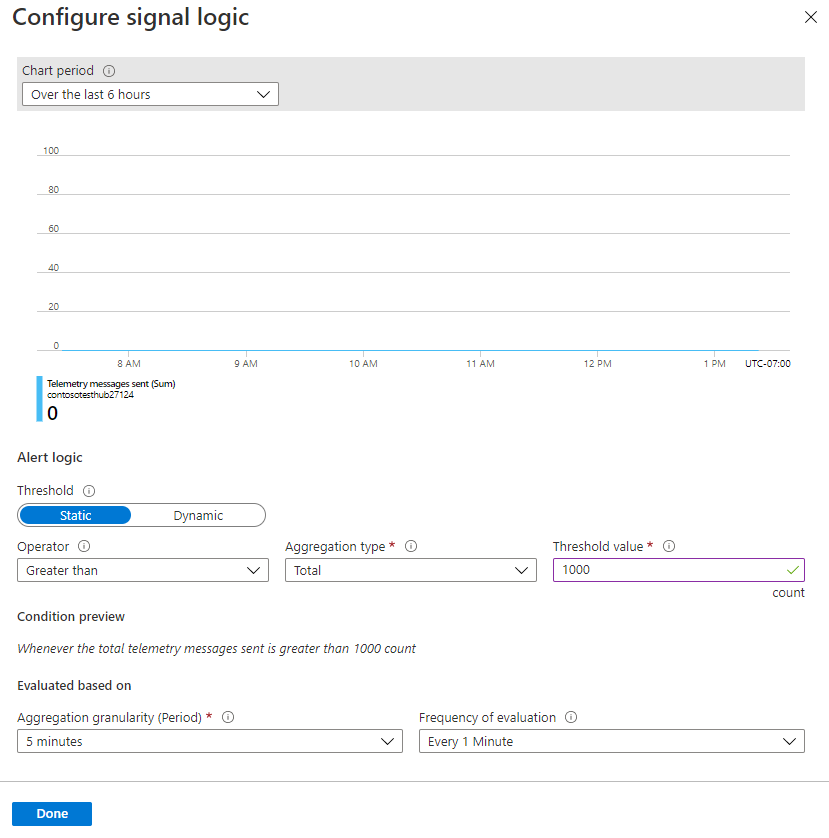 Configure signal logic
Chart period
Over the last 6 hours
100
80
60
40
20
0
8 AM 9 AM 10 AM 11 AM 12 PM 1 PM UTC-07:00
Telemetry messages sent (Sum)
contosotesthub27124
0
Alert logic
Threshold
Static Dynamic
Operator Aggregation type * Threshold value *
Greater than Total 1000
count
Condition preview
Whenever the total telemetry messages sent is greater than 1000 count
Evaluated based on
Aggregation granularity (Period) * Frequency of evaluation
5 minutes Every 1 Minute
Done